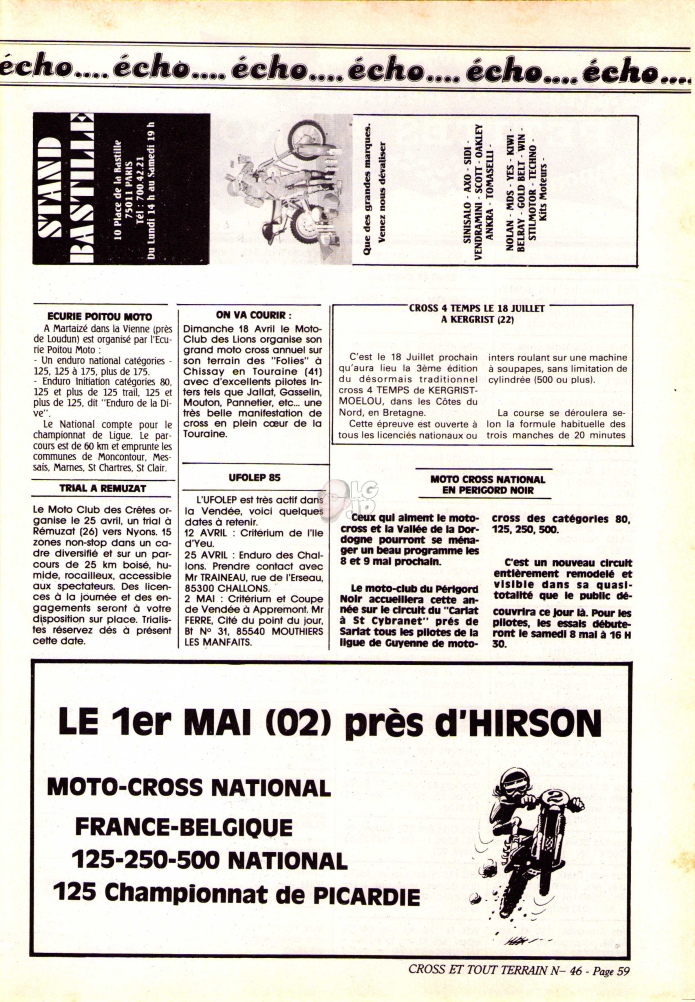 écho.... écho.... écho.... écho.... écho.... écho....
STAND
BASTILLE
10 Place de la Bastille
75011 PARIS
Tél : 700.42.21
Du Lundi 14 h au Samedi 19 h
Que des grandes marques.
Venez nous dévaliser
SINISALO - AXO - SIDI -
VENDRAMINI - SCOTT - OAKLEY
ANKRA - TOMASELLI -
NOLAN - MDS - YES - KIWI -
BELRAY - GOLD BELT - WIN -
STILMOTOR - TECHNO -
Kits Moteurs -
ECURIE POITOU MOTO
A Martaizé dans la Vienne (près
de Loudun) est organisé par l'Ecu-
rie Poitou Moto :
- Un enduro national catégories -
125, 125 à 175, plus de 175.
- Enduro Initiation catégories 80,
125 et plus de 125 trail, 125 et
plus de 125, dit "Enduro de la Di-
ve".
Le National compte pour le
championnat de Ligue. Le par-
cours est de 60 km et emprunte les
communes de Moncontour, Mes-
sais, Marnes, St Chartres, St Clair.
TRIAL A REMUZAT
Le Moto Club des Crêtes or-
ganise le 25 avril, un trial à
Rémuzat (26) vers Nyons. 15
zones non-stop dans un ca-
dre diversifié et sur un par-
cours de 25 km boisé, hu-
mide, rocailleux, accessible
aux spectateurs. Des licen-
ces à la journée et des en-
gagements seront à votre
disposition sur place. Trialis-
tes réservez dés à présent
cette date.
ON VA COURIR :
Dimanche 18 Avril le Moto-
Club des Lions organise son
grand moto cross annuel sur
son terrain des "Folies" à
Chissay en Touraine (41)
avec d'excellents pilotes In-
ters tels que Jallat, Gasselin,
Mouton, Pannetier, etc... une
très belle manifestation de
cross en plein cœur de la
Touraine.
UFOLEP 85
L'UFOLEP est très actif dans
la Vendée, voici quelques
dates à retenir.
12 AVRIL : Critérium de l'Ile
d'Yeu.
25 AVRIL : Enduro des Chal-
lons. Prendre contact avec
Mr TRAINEAU, rue de l'Erseau,
85300 CHALLONS.
2 MAI : Critérium et Coupe
de Vendée à Appremont. Mr
FERRE, Cité du point du jour,
Bt Nº 31, 85540 MOUTHIERS
LES MANFAITS.
CROSS 4 TEMPS LE 18 JUILLET
A KERGRIST (22)
C'est le 18 Juillet prochain
qu'aura lieu la 3ème édition
du désormais traditionnel
cross 4 TEMPS de KERGRIST-
MOELOU, dans les Côtes du
Nord, en Bretagne.
Cette épreuve est ouverte à
tous les licenciés nationaux ou
inters roulant sur une machine
à soupapes, sans limitation de
cylindrée (500 ou plus).
La course se déroulera se-
lon la formule habituelle des
trois manches de 20 minutes
MOTO CROSS NATIONAL
EN PERIGORD NOIR
Ceux qui aiment le moto-
cross et la Vallée de la Dor-
dogne pourront se ména-
ger un beau programme les
8 et 9 mai prochain.
Le moto-club du Périgord
Noir accueillera cette an-
née sur le circuit du "Carlat
à St Cybranet" prés de
Sarlat tous les pilotes de la
ligue de Guyenne de moto-
cross des catégories 80,
125, 250, 500.
C'est un nouveau circuit
entièrement remodelé et
visible dans sa quasi-
totalité que le public dé-
couvrira ce jour là. Pour les
pilotes, les essais débute-
ront le samedi 8 mai à 16 H
30.
LE 1er MAI (02) près d'HIRSON
MOTO-CROSS NATIONAL
FRANCE-BELGIQUE
125-250-500 NATIONAL
125 Championnat de PICARDIE
2
CROSS ET TOUT TERRAIN N– 46 - Page 59